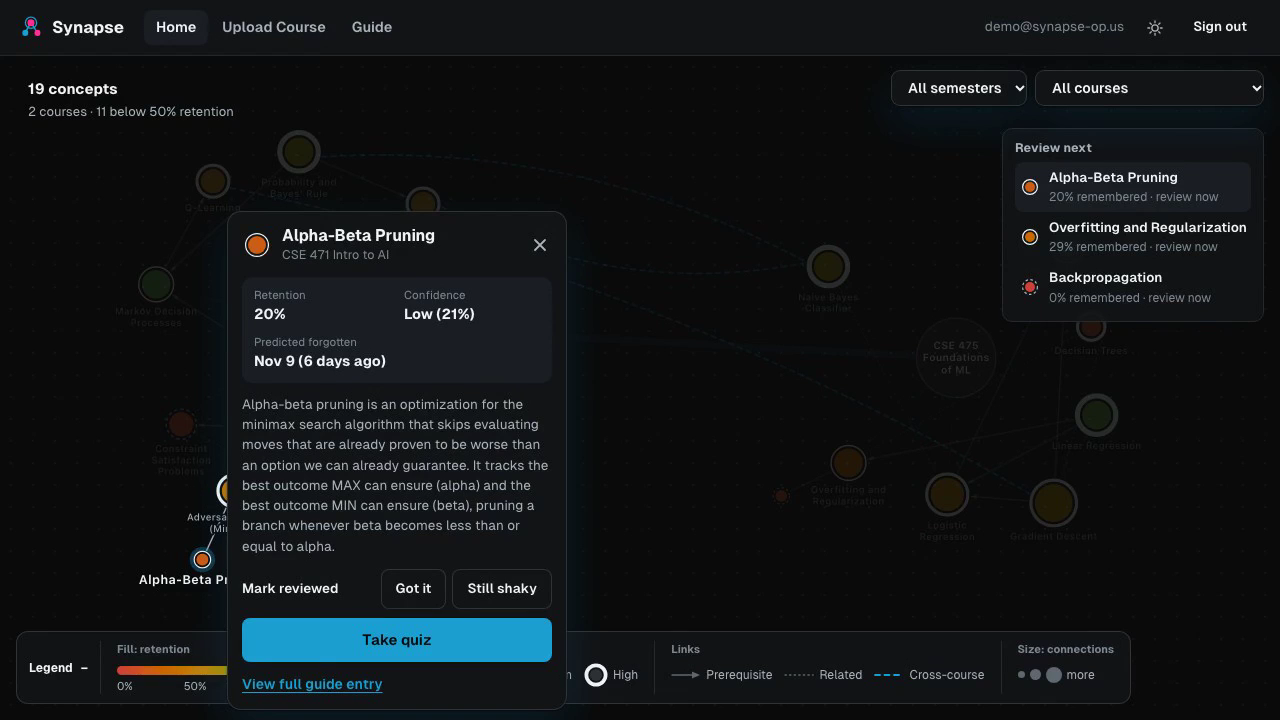 Synapse
Home
Upload Course
Guide
demo@synapse-op.us
Sign out
19 concepts
2 courses · 11 below 50% retention
All semesters
All courses
Review next
Alpha-Beta Pruning
20% remembered · review now
Overfitting and Regularization
29% remembered · review now
Backpropagation
0% remembered · review now
Probability and
Bayes' Rule
Q-Learning
Markov Decision
Processes
Constraint
Satisfaction
Problems
Adversa
(Mi
Alpha-Beta Pr
Alpha-Beta Pruning
CSE 471 Intro to AI
Retention
20%
Confidence
Low (21%)
Predicted forgotten
Nov 9 (6 days ago)
Alpha-beta pruning is an optimization for the
minimax search algorithm that skips evaluating
moves that are already proven to be worse than
an option we can already guarantee. It tracks the
best outcome MAX can ensure (alpha) and the
best outcome MIN can ensure (beta), pruning a
branch whenever beta becomes less than or
equal to alpha.
Mark reviewed
Got it
Still shaky
Take quiz
View full guide entry
Naive Bayes
Classifier
CSE 475
Foundations
of ML
Decision Trees
Linear Regression
Overfitting and
Regularization
Logistic
Regression
Gradient Descent
Legend –
Fill: retention
0%
50%
High
Links
Prerequisite
Related
Cross-course
Size: connections
more